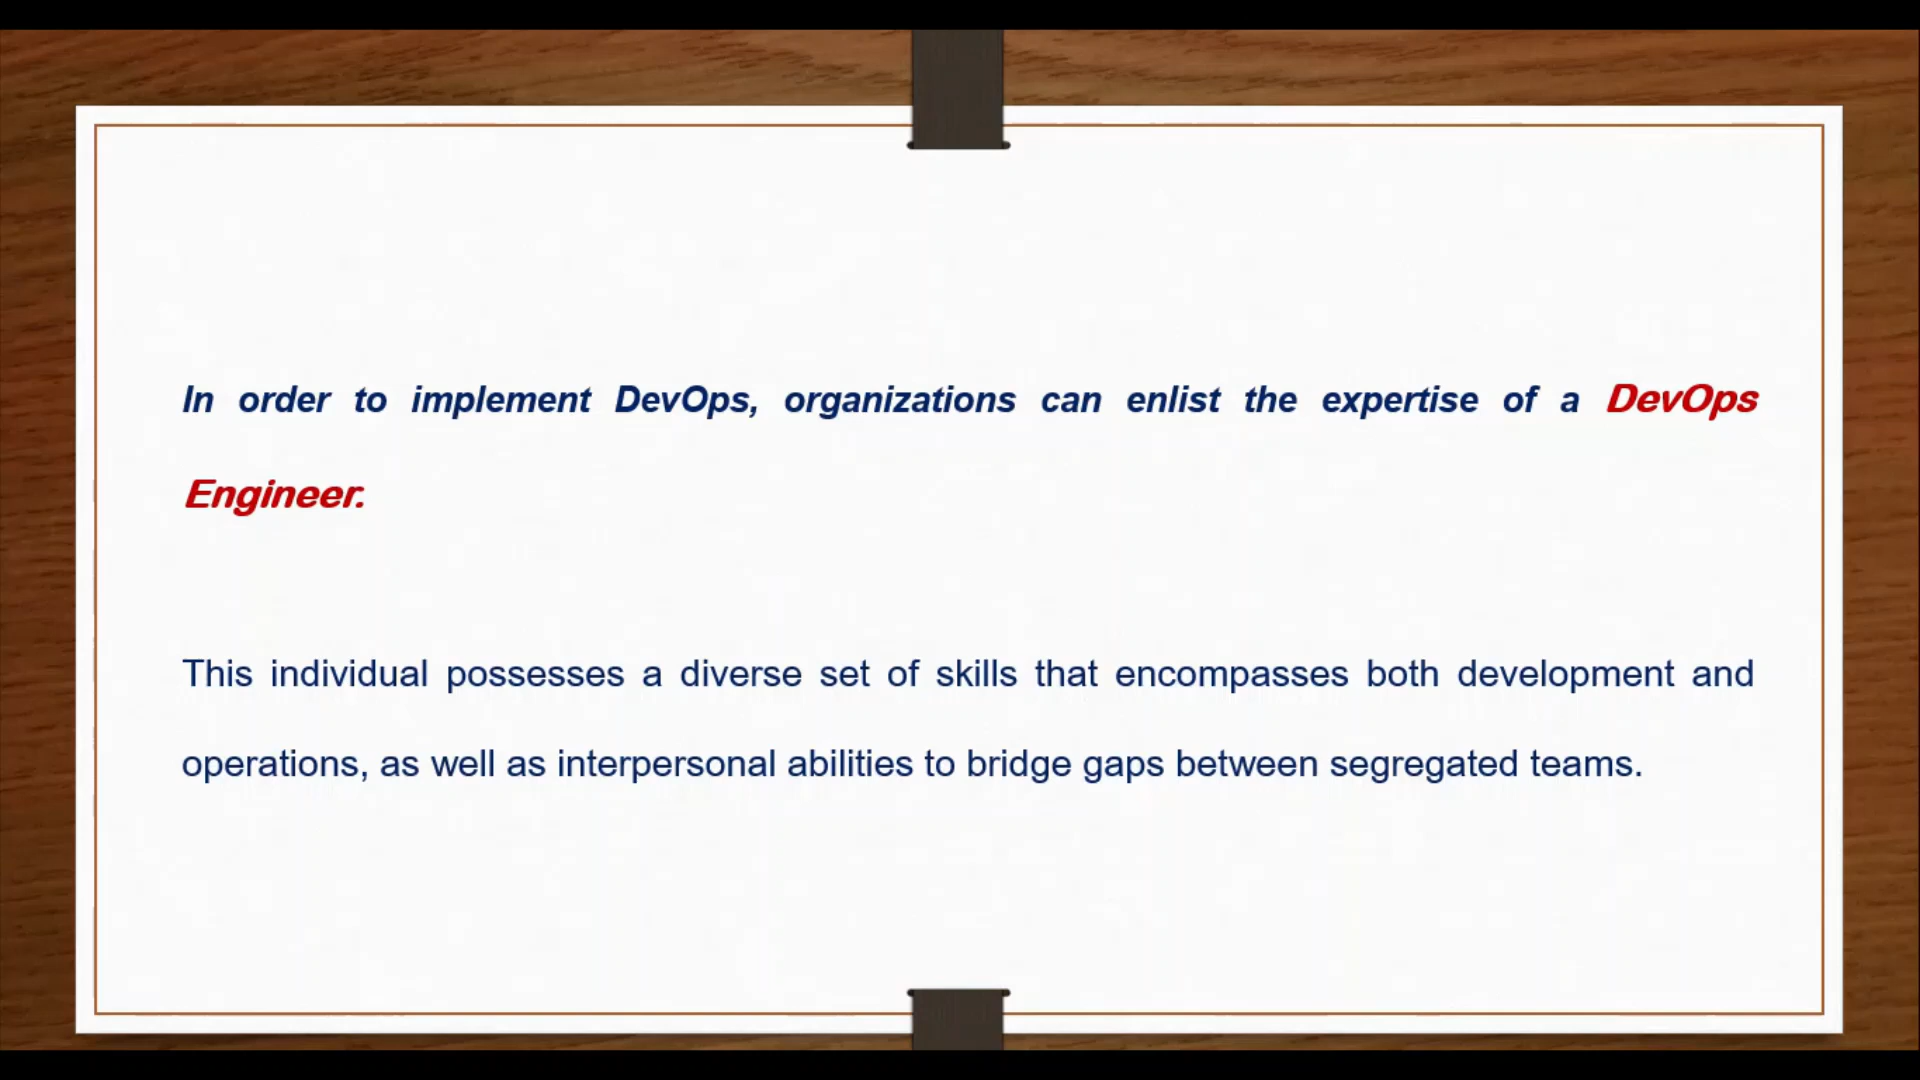 In order to implement DevOps, organizations can enlist the expertise of a DevOps
Engineer.
This individual possesses a diverse set of skills that encompasses both development and
operations, as well as interpersonal abilities to bridge gaps between segregated teams.